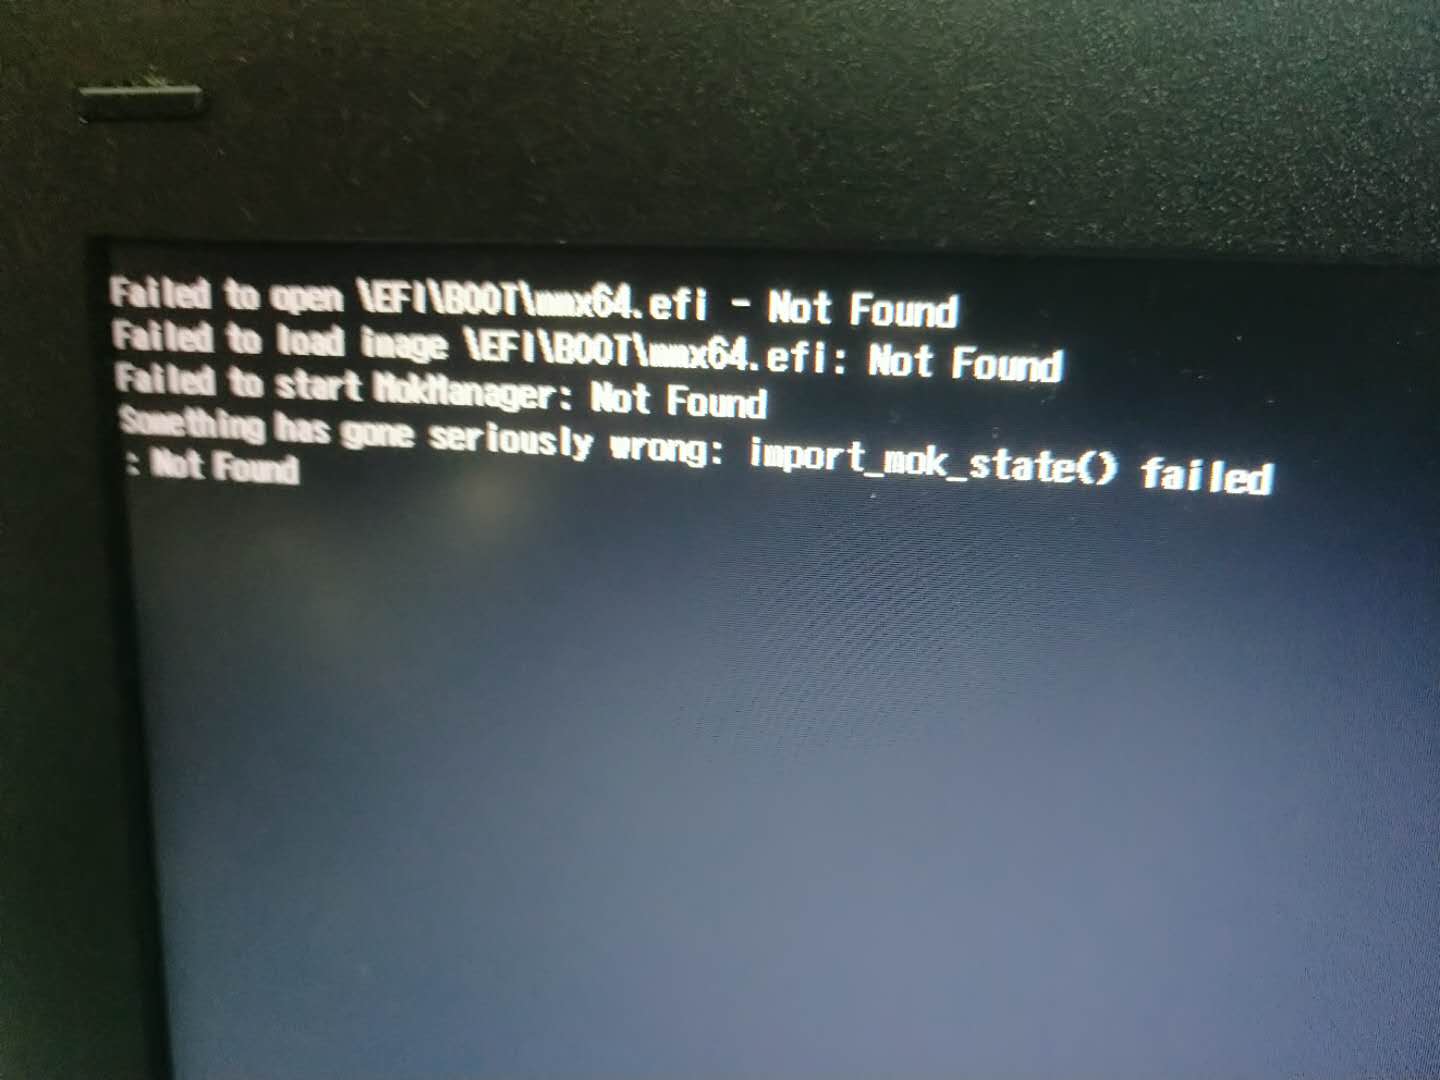 Failed to open \EFI\BOOT\mmx64.efi - Not Found
Failed to load image \EFI\BOOT\mmx64.efi: Not Found
Failed to start MokManager: Not Found
Something has gone seriously wrong: import_mok_state() failed
: Not Found